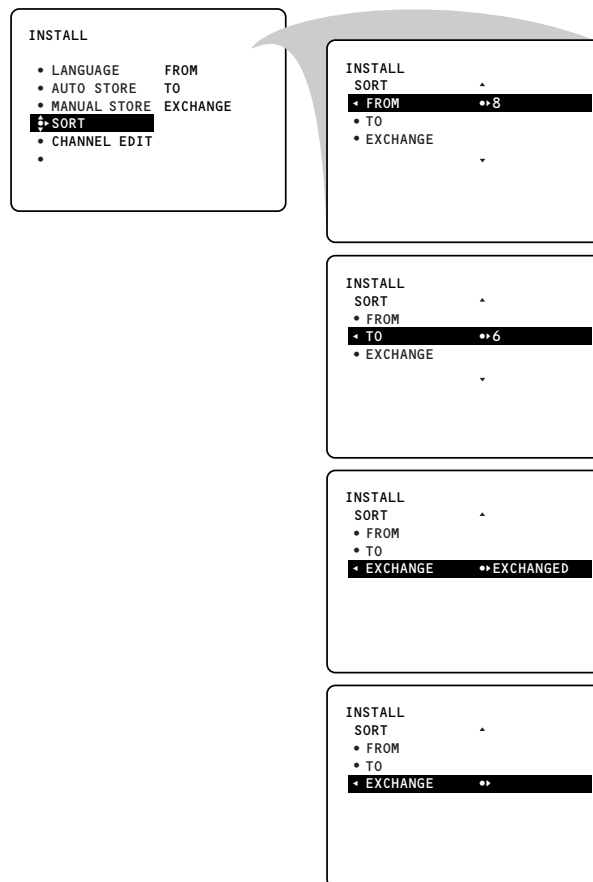 INSTALL
• LANGUAGE FROM
• AUTO STORE TO
• MANUAL STORE EXCHANGE
SORT
• CHANNEL EDIT
•
INSTALL
SORT
FROM 8
• TO
• EXCHANGE
INSTALL
SORT
• FROM
TO 6
• EXCHANGE
INSTALL
SORT
• FROM
• TO
EXCHANGE EXCHANGED
INSTALL
SORT
• FROM
• TO
EXCHANGE